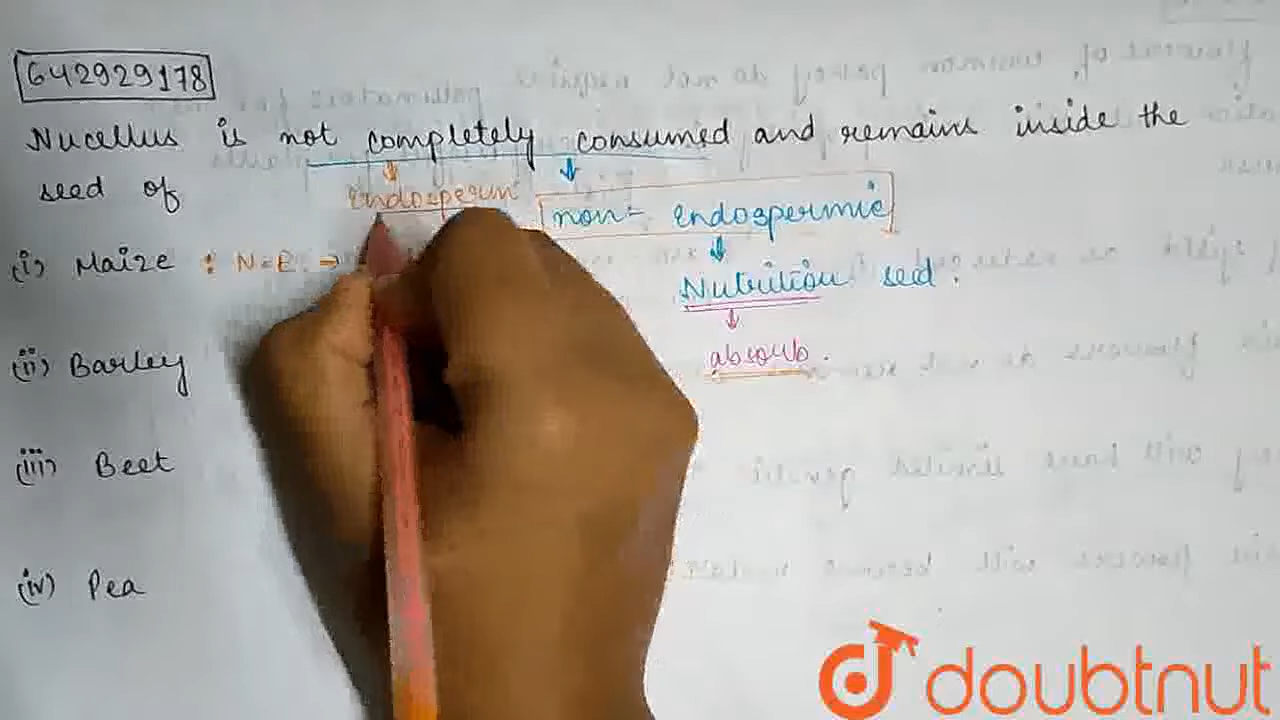 642929178
Nucellus is not completely consumed and remains inside the
seed of
endosperm non- endospermic
(i) Maize : N.E. →
Nutrition seed.
absorb.
(ii) Barley
(iii) Beet
(iv) Pea
doubtnut